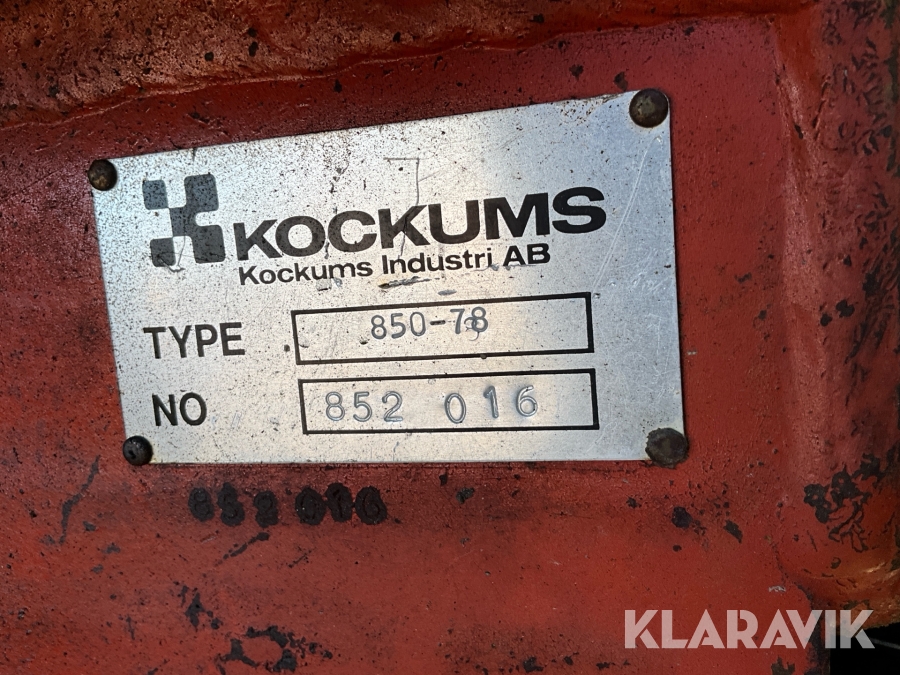 KOCKUMS
Kockums Industri AB
TYPE 850-78
NO 852 016
852 016
KLARAVIK